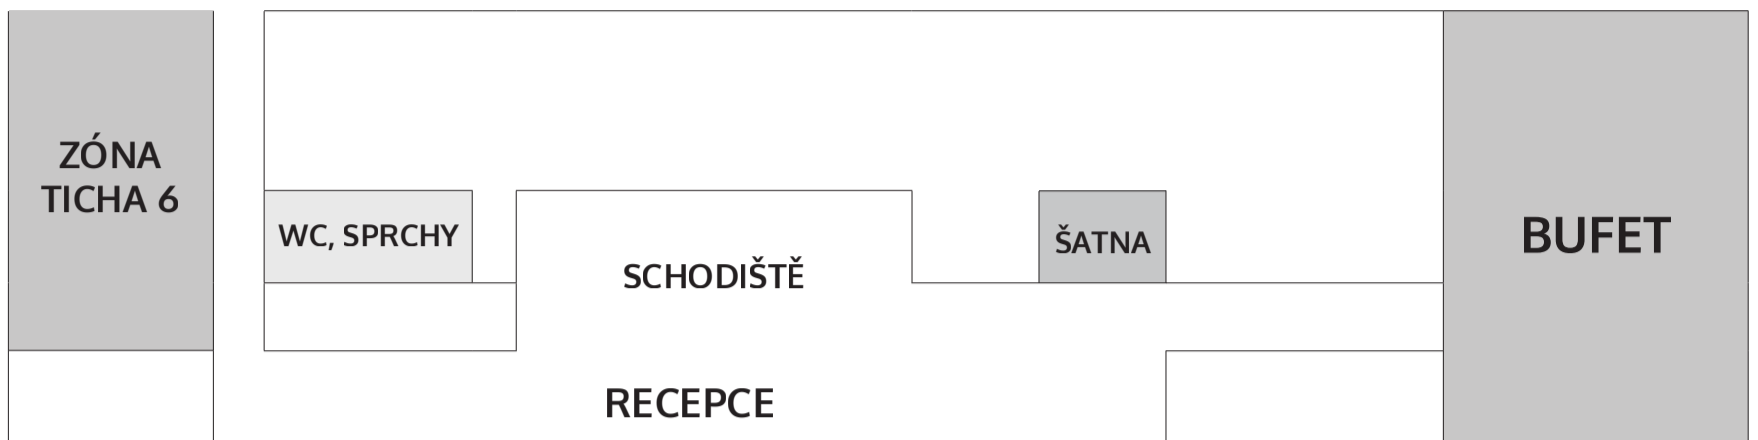 ZÓNA
TICHA 6
WC, SPRCHY
SCHODIŠTĚ
ŠATNA
BUFET
RECEPCE